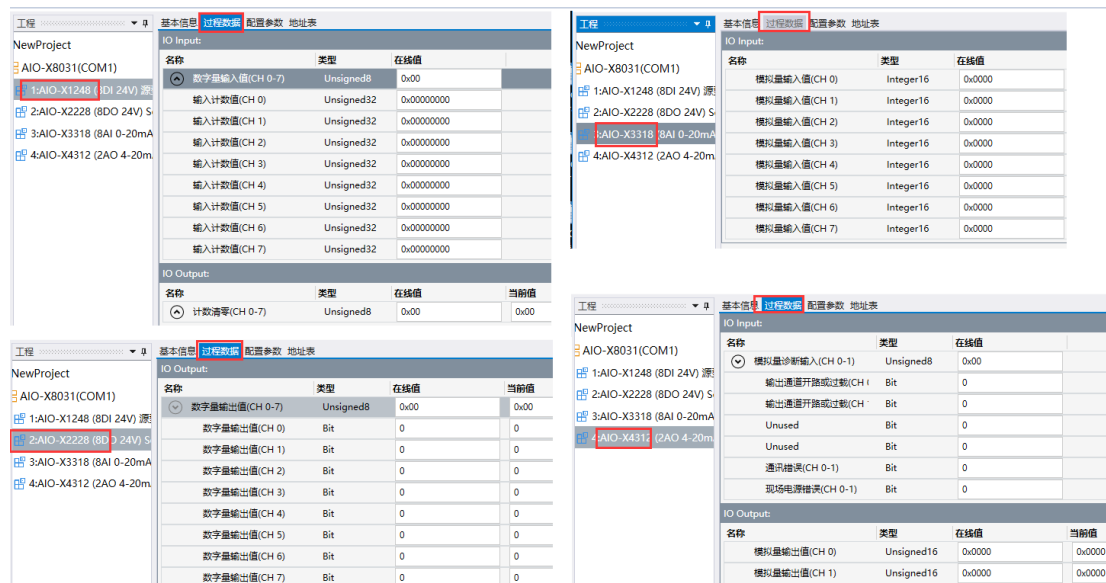 工程
基本信息 过程数据 配置参数 地址表
NewProject
AIO-X8031(COM1)
1:AIO-X1248 (8DI 24V) 源
2:AIO-X2228 (8DO 24V) S
3:AIO-X3318 (8AI 0-20mA
4:AIO-X4312 (2AO 4-20m
IO Input:
名称 类型 在线值
数字量输入值(CH 0-7) Unsigned8 0x00
输入计数值(CH 0) Unsigned32 0x00000000
输入计数值(CH 1) Unsigned32 0x00000000
输入计数值(CH 2) Unsigned32 0x00000000
输入计数值(CH 3) Unsigned32 0x00000000
输入计数值(CH 4) Unsigned32 0x00000000
输入计数值(CH 5) Unsigned32 0x00000000
输入计数值(CH 6) Unsigned32 0x00000000
输入计数值(CH 7) Unsigned32 0x00000000
IO Output:
名称 类型 在线值 当前值
计数清零(CH 0-7) Unsigned8 0x00 0x00
工程
基本信息 过程数据 配置参数 地址表
NewProject
AIO-X8031(COM1)
1:AIO-X1248 (8DI 24V) 源
2:AIO-X2228 (8DO 24V) S
3:AIO-X3318 (8AI 0-20mA
4:AIO-X4312 (2AO 4-20m
IO Input:
名称 类型 在线值
模拟量输入值(CH 0) Integer16 0x0000
模拟量输入值(CH 1) Integer16 0x0000
模拟量输入值(CH 2) Integer16 0x0000
模拟量输入值(CH 3) Integer16 0x0000
模拟量输入值(CH 4) Integer16 0x0000
模拟量输入值(CH 5) Integer16 0x0000
模拟量输入值(CH 6) Integer16 0x0000
模拟量输入值(CH 7) Integer16 0x0000
工程
基本信息 过程数据 配置参数 地址表
NewProject
AIO-X8031(COM1)
1:AIO-X1248 (8DI 24V) 源
2:AIO-X2228 (8DO 24V) S
3:AIO-X3318 (8AI 0-20mA
4:AIO-X4312 (2AO 4-20m
IO Output:
名称 类型 在线值 当前值
数字量输出值(CH 0-7) Unsigned8 0x00 0x00
数字量输出值(CH 0) Bit 0 0
数字量输出值(CH 1) Bit 0 0
数字量输出值(CH 2) Bit 0 0
数字量输出值(CH 3) Bit 0 0
数字量输出值(CH 4) Bit 0 0
数字量输出值(CH 5) Bit 0 0
数字量输出值(CH 6) Bit 0 0
数字量输出值(CH 7) Bit 0 0
工程
基本信息 过程数据 配置参数 地址表
NewProject
AIO-X8031(COM1)
1:AIO-X1248 (8DI 24V) 源
2:AIO-X2228 (8DO 24V) S
3:AIO-X3318 (8AI 0-20mA
4:AIO-X4312 (2AO 4-20m
IO Input:
名称 类型 在线值
模拟量诊断输入(CH 0-1) Unsigned8 0x00
输出通道开路或过载(CH Bit 0
输出通道开路或过载(CH Bit 0
Unused Bit 0
Unused Bit 0
通讯错误(CH 0-1) Bit 0
现场电源错误(CH 0-1) Bit 0
IO Output:
名称 类型 在线值 当前值
模拟量输出值(CH 0) Unsigned16 0x0000 0x0000
模拟量输出值(CH 1) Unsigned16 0x0000 0x0000